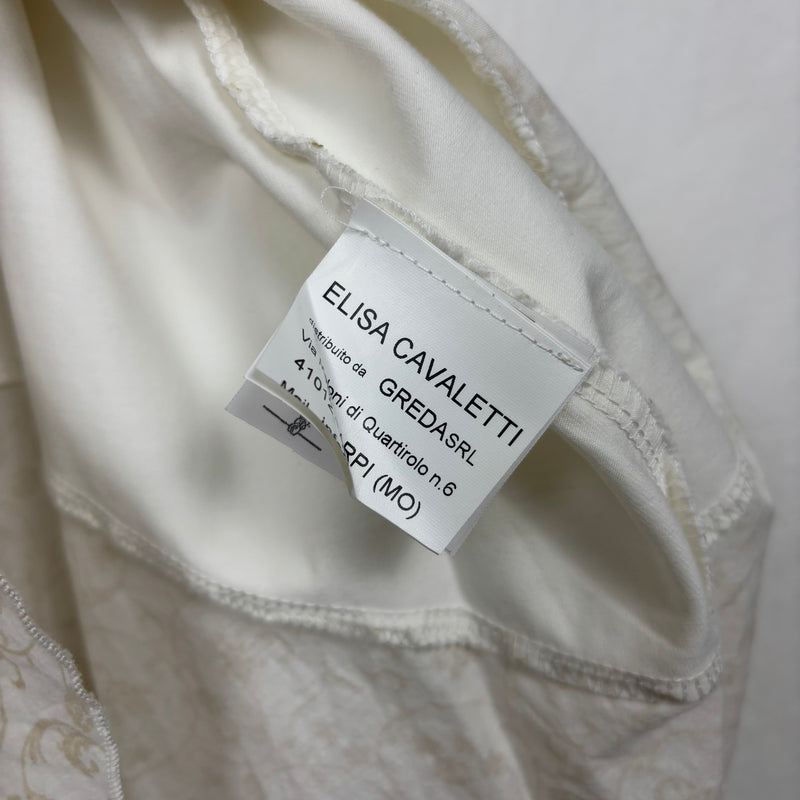 ELISA CAVALETTI
distribuito da GREDASRL
Via di Quartirolo n.6
(MO)